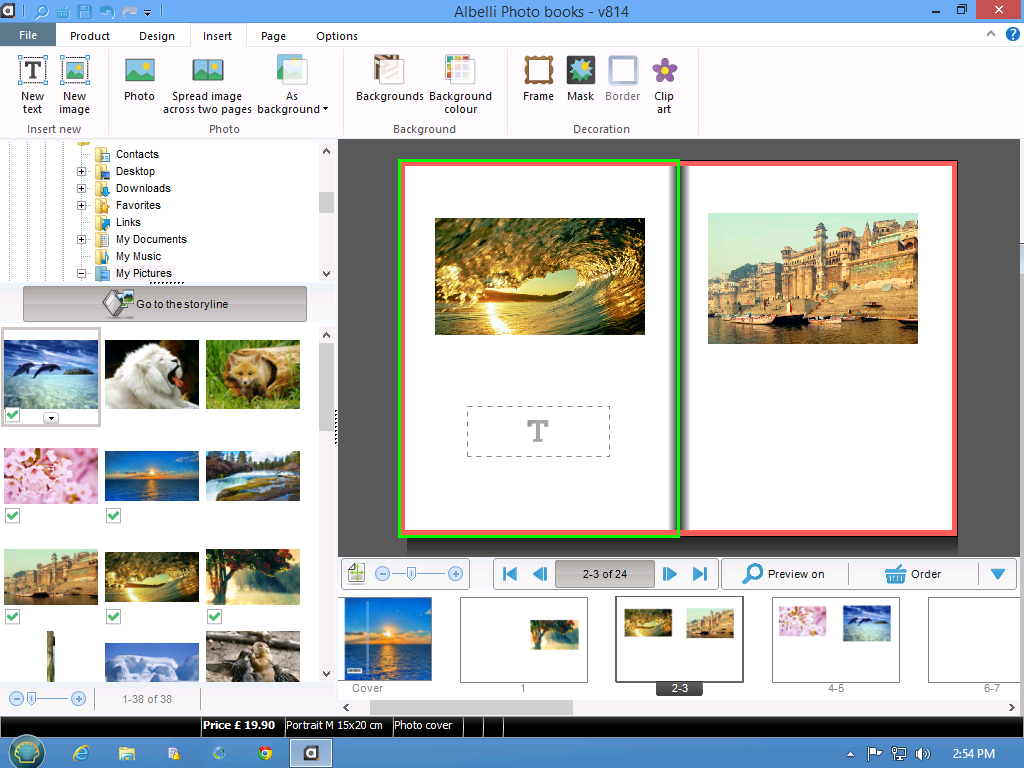 Albelli Photo books - v814
File Product Design Insert Page Options
New text
New image
Photo
Spread image across two pages
As background
Backgrounds
Background colour
Frame
Mask
Border
Clip art
Insert new
Photo
Background
Decoration
Contacts
Desktop
Downloads
Favorites
Links
My Documents
My Music
My Pictures
Go to the storyline
T
2-3 of 24
Preview on
Order
Cover
1
2-3
4-5
6-7
1-38 of 38
Price £ 19.90 Portrait M 15x20 cm Photo cover
2:54 PM